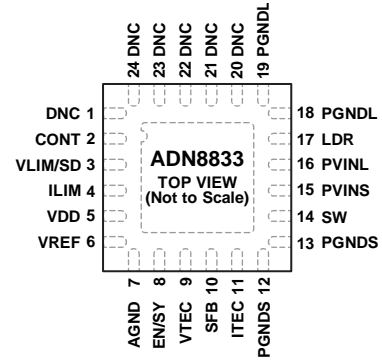 24 DNC
23 DNC
22 DNC
21 DNC
20 DNC
19 PGNDL
DNC 1
CONT 2
VLIM/SD 3
ILIM 4
VDD 5
VREF 6
ADN8833
TOP VIEW
(Not to Scale)
18 PGNDL
17 LDR
16 PVINL
15 PVINS
14 SW
13 PGNDS
AGND 7
EN/SY 8
VTEC 9
SFB 10
ITEC 11
PGNDS 12